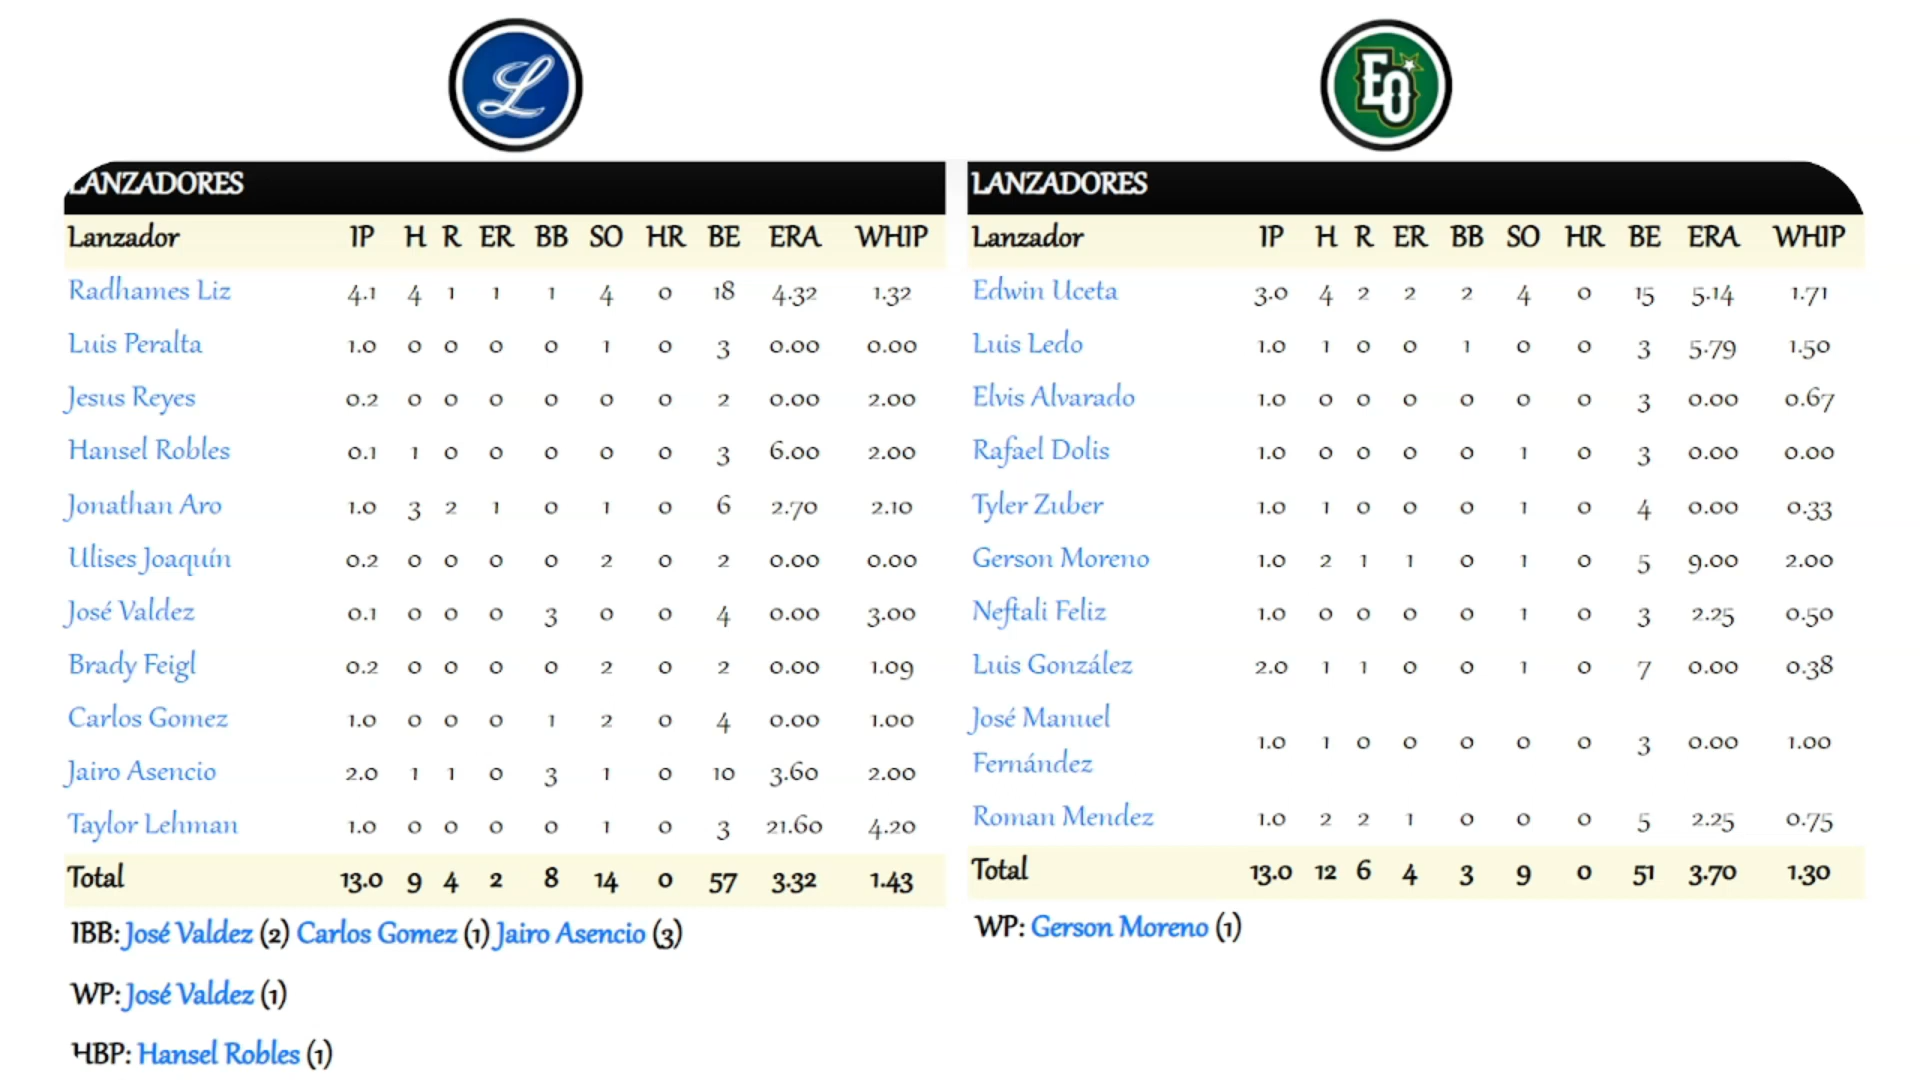 L
EO
LANZADORES
Lanzador IP H R ER BB SO HR BE ERA WHIP
Radhames Liz 4.1 4 1 1 1 4 0 18 4.32 1.32
Luis Peralta 1.0 0 0 0 0 1 0 3 0.00 0.00
Jesus Reyes 0.2 0 0 0 0 0 0 2 0.00 2.00
Hansel Robles 0.1 1 0 0 0 0 0 3 6.00 2.00
Jonathan Aro 1.0 3 2 1 0 1 0 6 2.70 2.10
Ulises Joaquín 0.2 0 0 0 0 2 0 2 0.00 0.00
José Valdez 0.1 0 0 0 3 0 0 4 0.00 3.00
Brady Feigl 0.2 0 0 0 0 2 0 2 0.00 1.09
Carlos Gomez 1.0 0 0 0 1 2 0 4 0.00 1.00
Jairo Asencio 2.0 1 1 0 3 1 0 10 3.60 2.00
Taylor Lehman 1.0 0 0 0 0 1 0 3 21.60 4.20
Total 13.0 9 4 2 8 14 0 57 3.32 1.43
IBB: José Valdez (2) Carlos Gomez (1) Jairo Asencio (3)
WP: José Valdez (1)
HBP: Hansel Robles (1)
LANZADORES
Lanzador IP H R ER BB SO HR BE ERA WHIP
Edwin Uceta 3.0 4 2 2 2 4 0 15 5.14 1.71
Luis Ledo 1.0 1 0 0 1 0 0 3 5.79 1.50
Elvis Alvarado 1.0 0 0 0 0 0 0 3 0.00 0.67
Rafael Dolis 1.0 0 0 0 0 1 0 3 0.00 0.00
Tyler Zuber 1.0 1 0 0 0 1 0 4 0.00 0.33
Gerson Moreno 1.0 2 1 1 0 1 0 5 9.00 2.00
Neftali Feliz 1.0 0 0 0 0 1 0 3 2.25 0.50
Luis González 2.0 1 1 0 0 1 0 7 0.00 0.38
José Manuel
Fernández 1.0 1 0 0 0 0 0 3 0.00 1.00
Roman Mendez 1.0 2 2 1 0 0 0 5 2.25 0.75
Total 13.0 12 6 4 3 9 0 51 3.70 1.30
WP: Gerson Moreno (1)